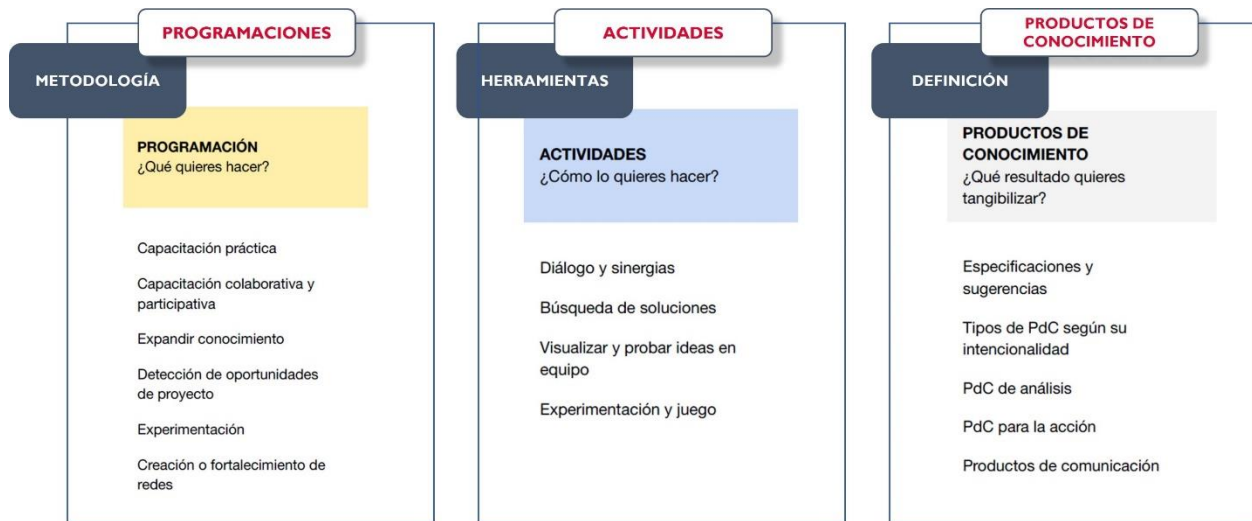 PROGRAMACIONES
METODOLOGÍA
PROGRAMACIÓN
¿Qué quieres hacer?
Capacitación práctica
Capacitación colaborativa y
participativa
Expandir conocimiento
Detección de oportunidades
de proyecto
Experimentación
Creación o fortalecimiento de
redes
ACTIVIDADES
HERRAMIENTAS
ACTIVIDADES
¿Cómo lo quieres hacer?
Diálogo y sinergias
Búsqueda de soluciones
Visualizar y probar ideas en
equipo
Experimentación y juego
PRODUCTOS DE
CONOCIMIENTO
DEFINICIÓN
PRODUCTOS DE
CONOCIMIENTO
¿Qué resultado quieres
tangibilizar?
Especificaciones y
sugerencias
Tipos de PdC según su
intencionalidad
PdC de análisis
PdC para la acción
Productos de comunicación